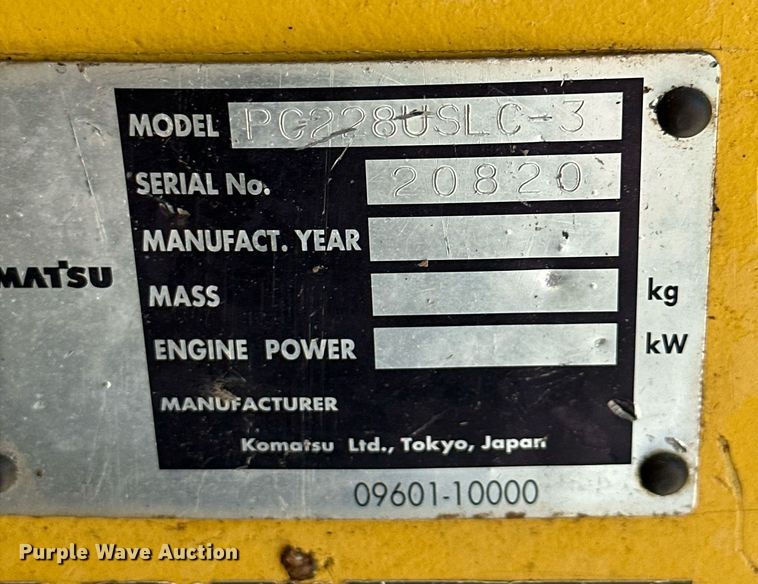 MODEL PC228USLC-3
SERIAL No. 20820
MANUFACT. YEAR
MATSU
MASS kg
ENGINE POWER kW
MANUFACTURER
Komatsu Ltd., Tokyo, Japan
09601-10000
Purple Wave Auction